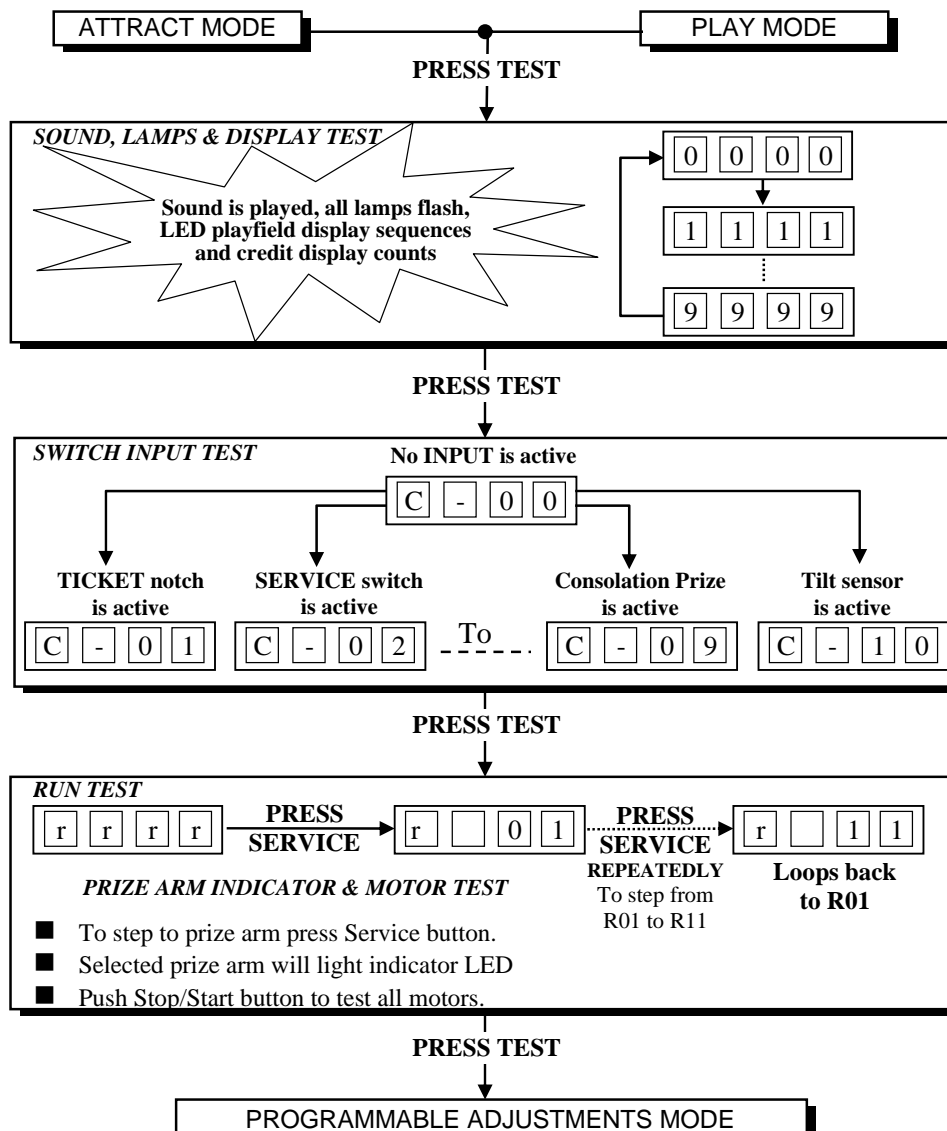 ATTRACT MODE
PLAY MODE
PRESS TEST
SOUND, LAMPS & DISPLAY TEST
Sound is played, all lamps flash,
LED playfield display sequences
and credit display counts
0 0 0 0
1 1 1 1
9 9 9 9
PRESS TEST
SWITCH INPUT TEST
No INPUT is active
C - 0 0
TICKET notch
is active
C - 0 1
SERVICE switch
is active
C - 0 2
To
Consolation Prize
is active
C - 0 9
Tilt sensor
is active
C - 1 0
PRESS TEST
RUN TEST
r r r r
PRESS
SERVICE
r 0 1
PRESS
SERVICE
REPEATEDLY
To step from
R01 to R11
r 1 1
Loops back
to R01
PRIZE ARM INDICATOR & MOTOR TEST
■ To step to prize arm press Service button.
■ Selected prize arm will light indicator LED
■ Push Stop/Start button to test all motors.
PRESS TEST
PROGRAMMABLE ADJUSTMENTS MODE